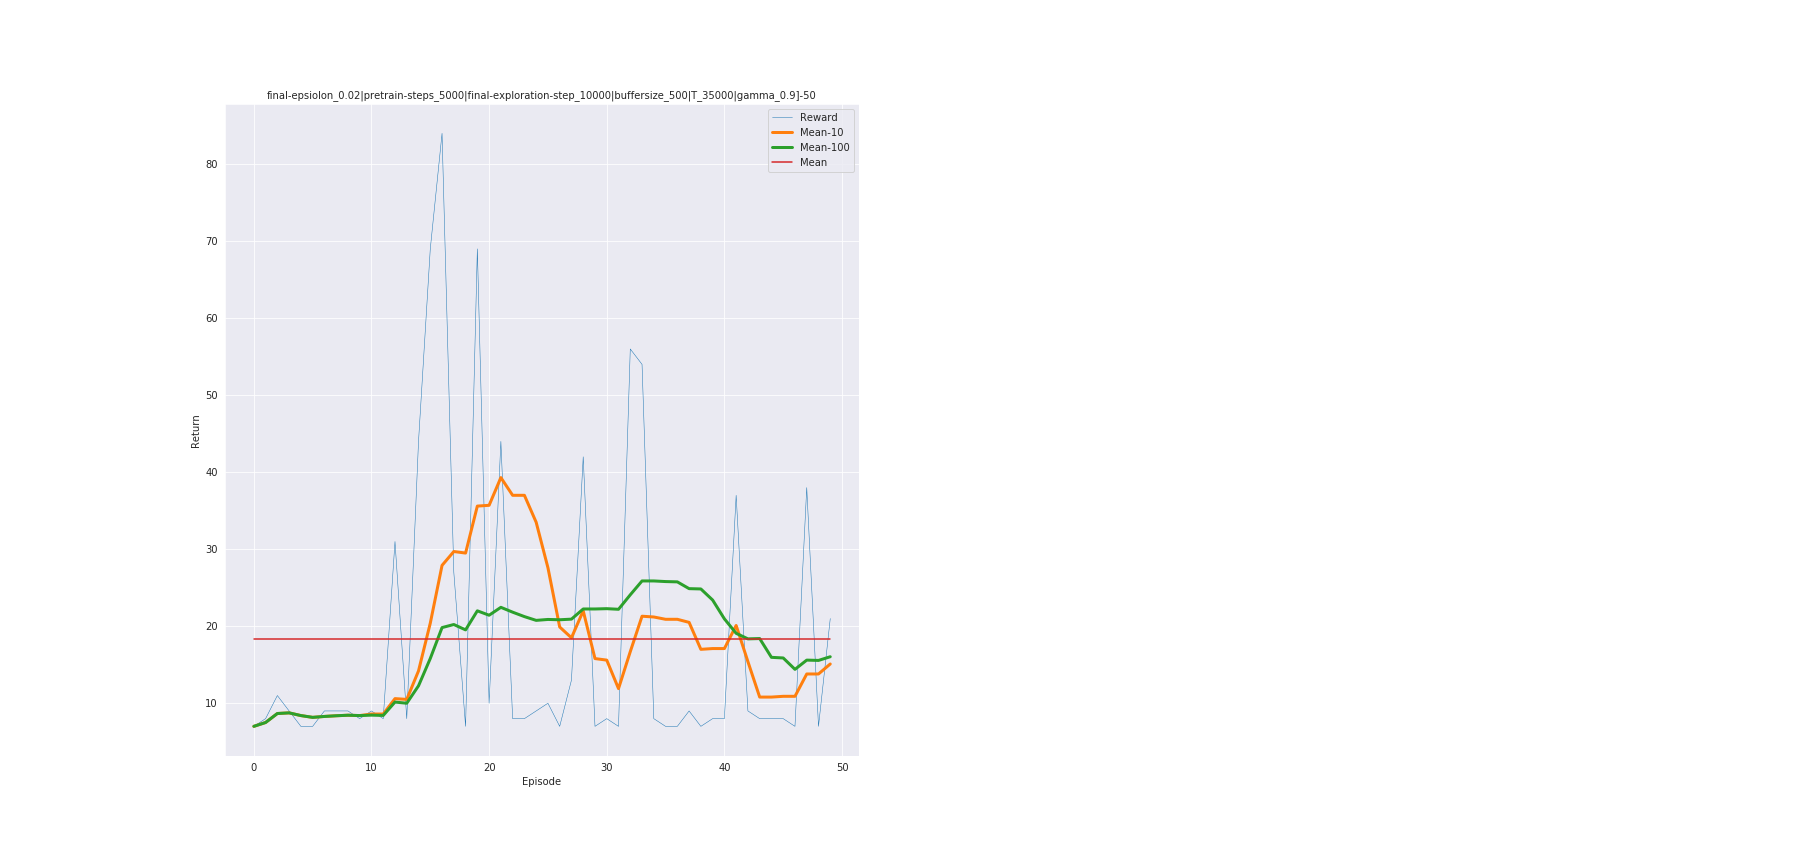 final-epsiolon_0.02|pretrain-steps_5000|final-exploration-step_10000|buffersize_500|T_35000|gamma_0.9]-50
Reward
Mean-10
Mean-100
Mean
80
70
60
50
40
30
20
10
Return
0 10 20 30 40 50
Episode